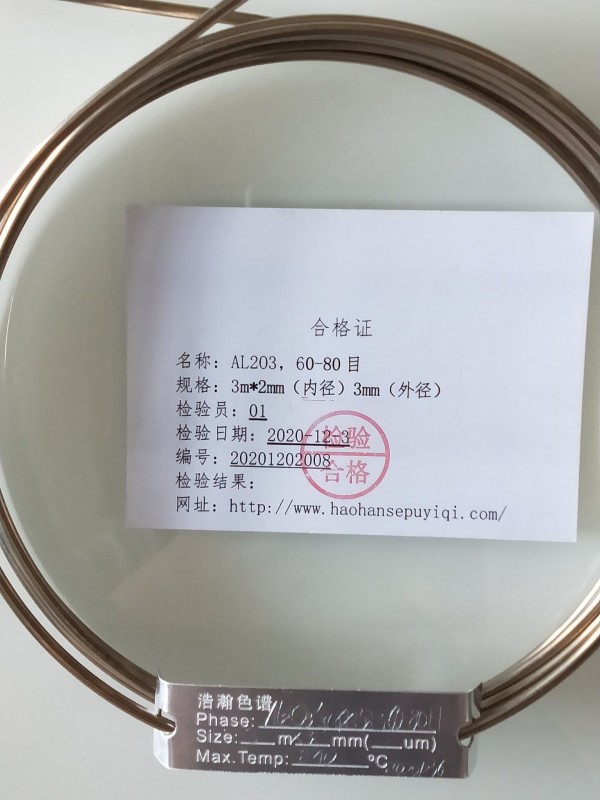 合格证
名称：AL203，60-80目
规格：3m*2mm（内径）3mm（外径）
检验员：01
检验日期：2020-12-3
编号：20201202008
检验结果：
网址：http://www.haohansepuyiqi.com/
检验
合格
浩瀚色谱
Phase:
Size: m mm( um)
Max.Temp: °C